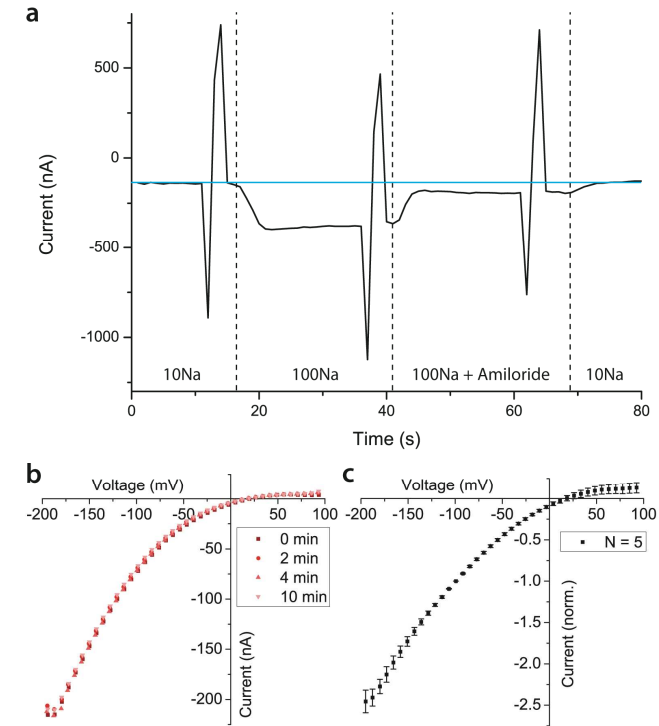 a
500
0
-500
-1000
Current (nA)
10Na 100Na 100Na + Amiloride 10Na
0 20 40 60 80
Time (s)
b
Voltage (mV)
-200 -150 -100 -50 50 100
-50
-100
-150
-200
Current (nA)
0 min
2 min
4 min
10 min
c
Voltage (mV)
-200 -150 -100 -50 50 100
-0.5
-1.0
-1.5
-2.0
-2.5
Current (norm.)
N = 5